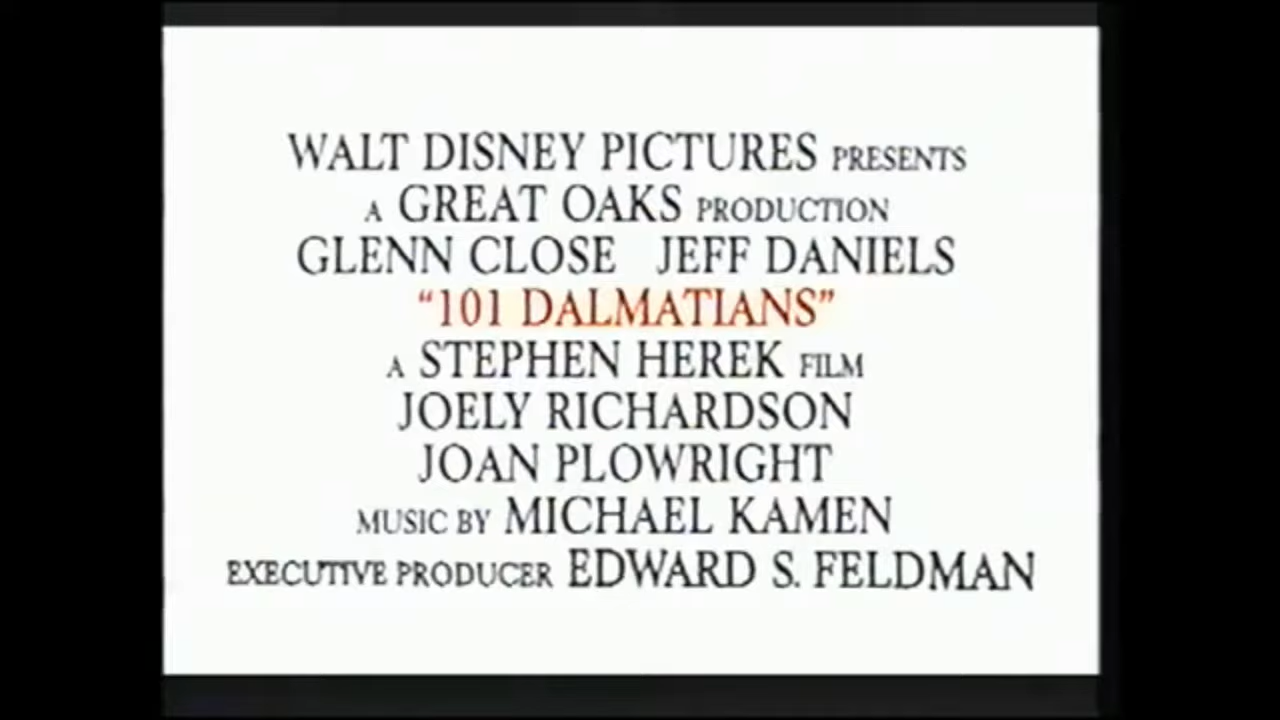 WALT DISNEY PICTURES PRESENTS
A GREAT OAKS PRODUCTION
GLENN CLOSE JEFF DANIELS
“101 DALMATIANS”
A STEPHEN HEREK FILM
JOELY RICHARDSON
JOAN PLOWRIGHT
MUSIC BY MICHAEL KAMEN
EXECUTIVE PRODUCER EDWARD S. FELDMAN